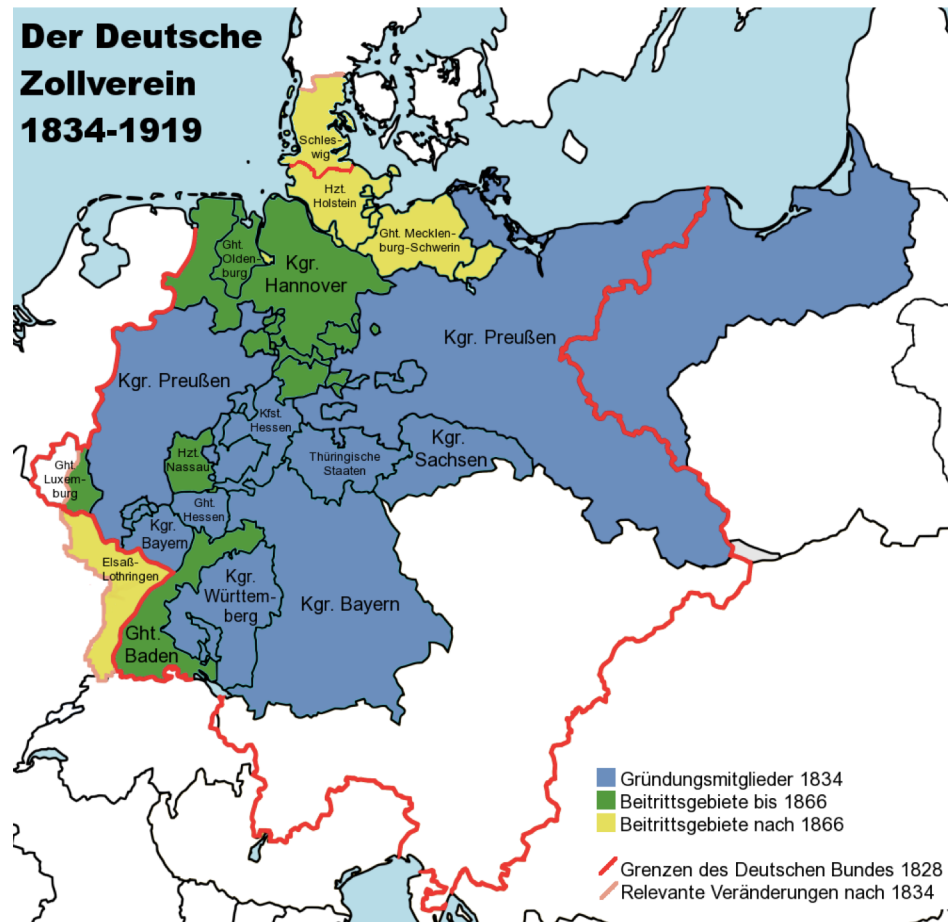 Der Deutsche
Zollverein
1834-1919
Schles-
wig
Hzt.
Holstein
Ght. Mecklen-
burg-Schwerin
Ght.
Olden-
burg
Kgr.
Hannover
Kgr. Preußen
Kgr. Preußen
Kfst.
Hessen
Kgr.
Sachsen
Hzt.
Nassau
Thüringische
Staaten
Ght.
Luxem-
burg
Ght.
Hessen
Kgr.
Bayern
Elsaß-
Lothringen
Kgr.
Württem-
berg
Kgr. Bayern
Ght.
Baden
Gründungsmitglieder 1834
Beitrittsgebiete bis 1866
Beitrittsgebiete nach 1866
Grenzen des Deutschen Bundes 1828
Relevante Veränderungen nach 1834